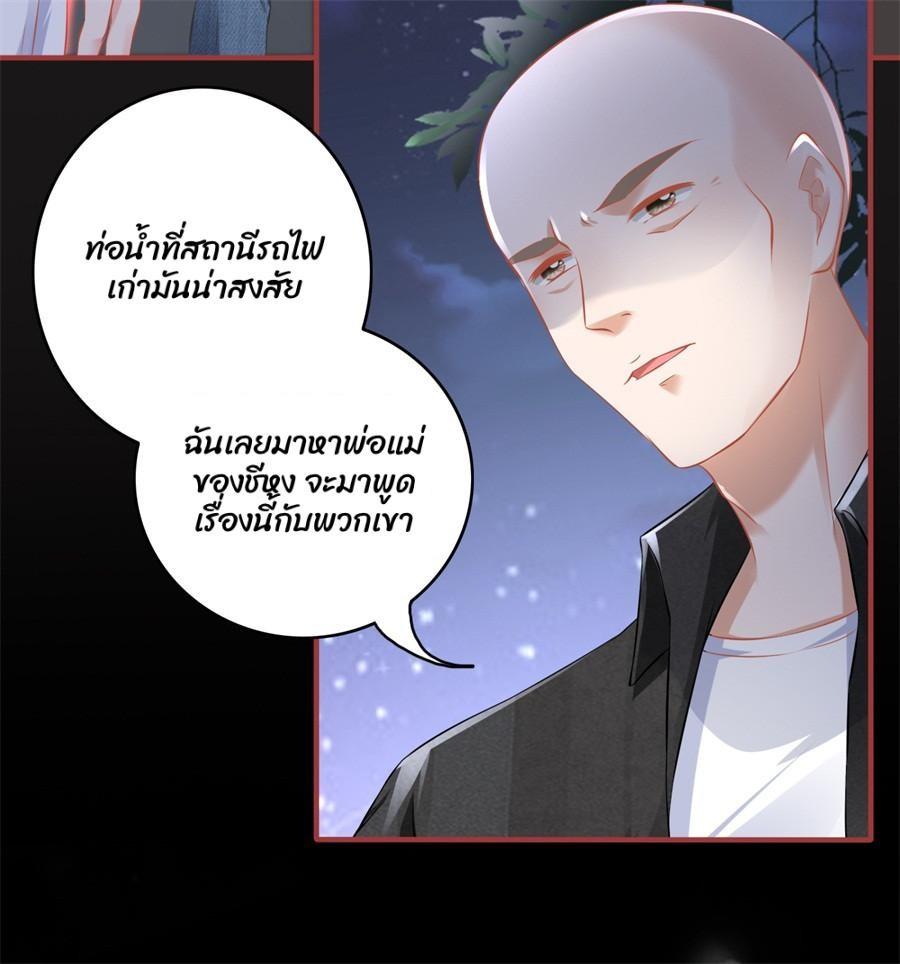 ท่อน้ำที่สถานีรถไฟ
เก่ามันน่าสงสัย
ฉันเลยมาหาพ่อแม่
ของชีหง จะมาพูด
เรื่องนี้กับพวกเขา